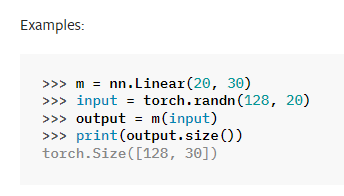 Examples:
>>> m = nn.Linear(20, 30)
>>> input = torch.randn(128, 20)
>>> output = m(input)
>>> print(output.size())
torch.Size([128, 30])